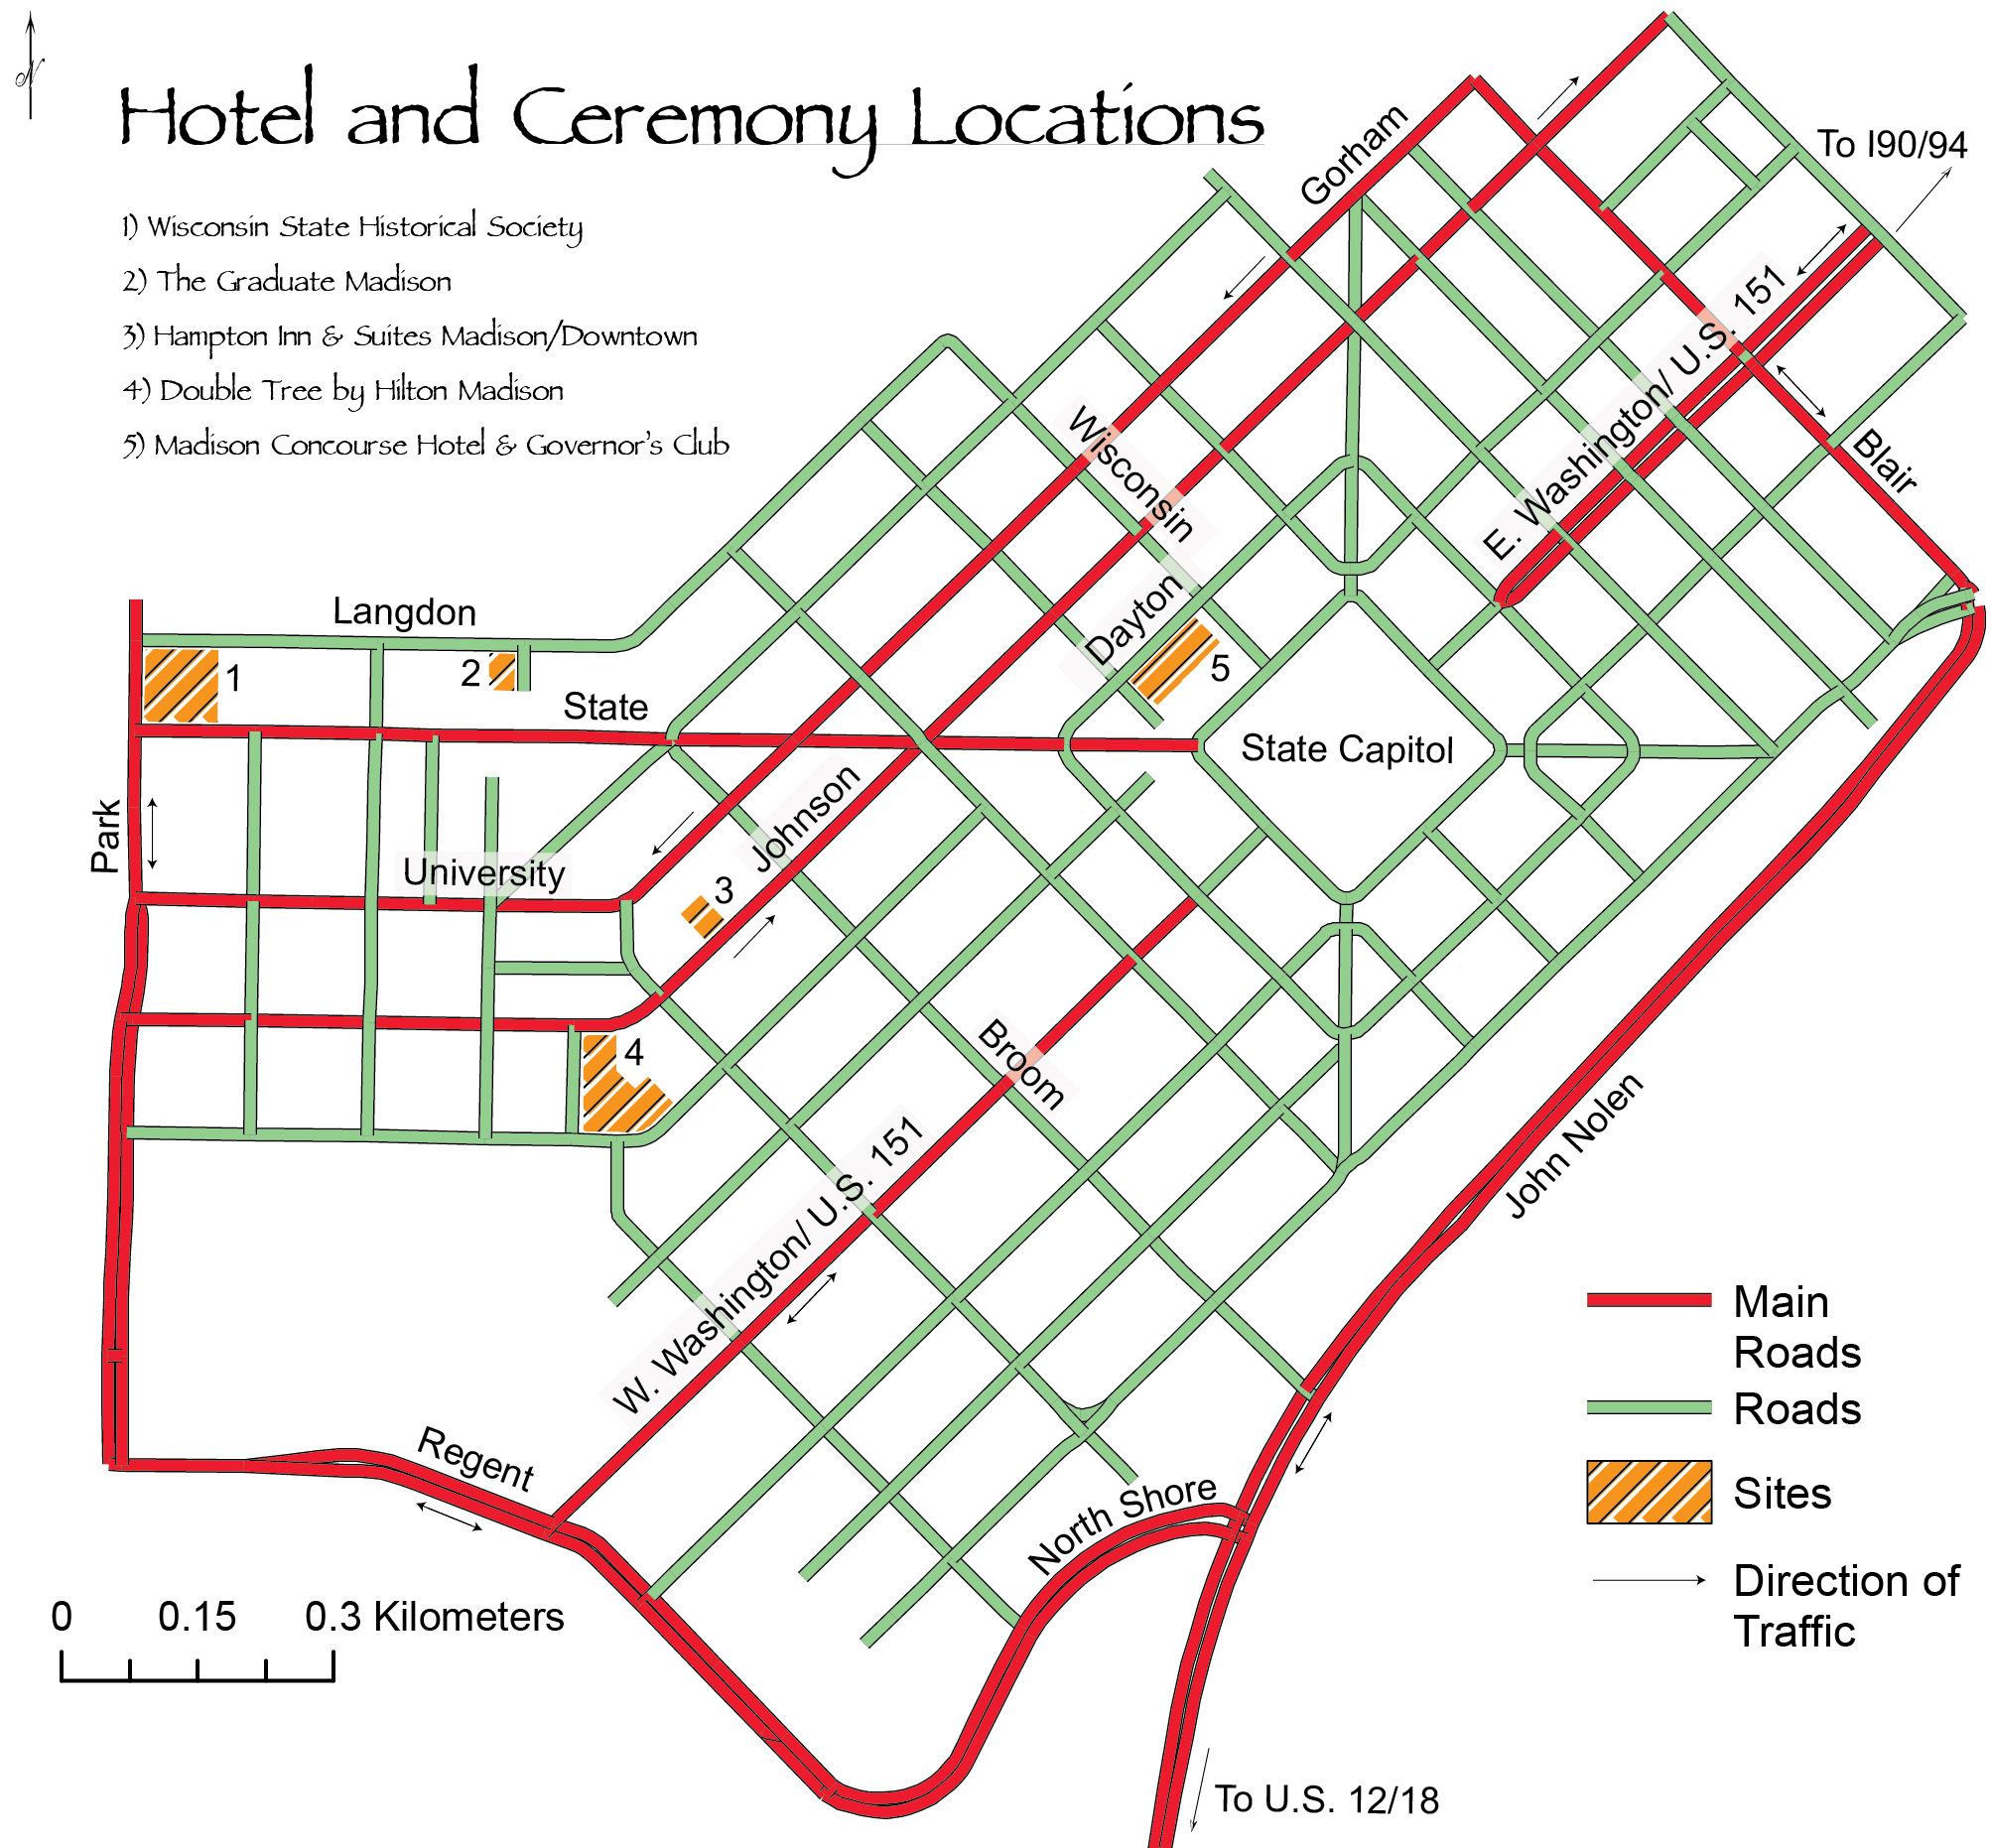 N
Hotel and Ceremony Locations
1) Wisconsin State Historical Society
2) The Graduate Madison
3) Hampton Inn & Suites Madison/Downtown
4) Double Tree by Hilton Madison
5) Madison Concourse Hotel & Governor's Club
To I90/94
Gorham
E. Washington/ U.S. 151
Blair
Wisconsin
Dayton
Langdon
1
2
5
State
State Capitol
Park
University
Johnson
3
4
Broom
W. Washington/ U.S. 151
John Nolen
Regent
North Shore
Main
Roads
Roads
Sites
Direction of
Traffic
0 0.15 0.3 Kilometers
To U.S. 12/18